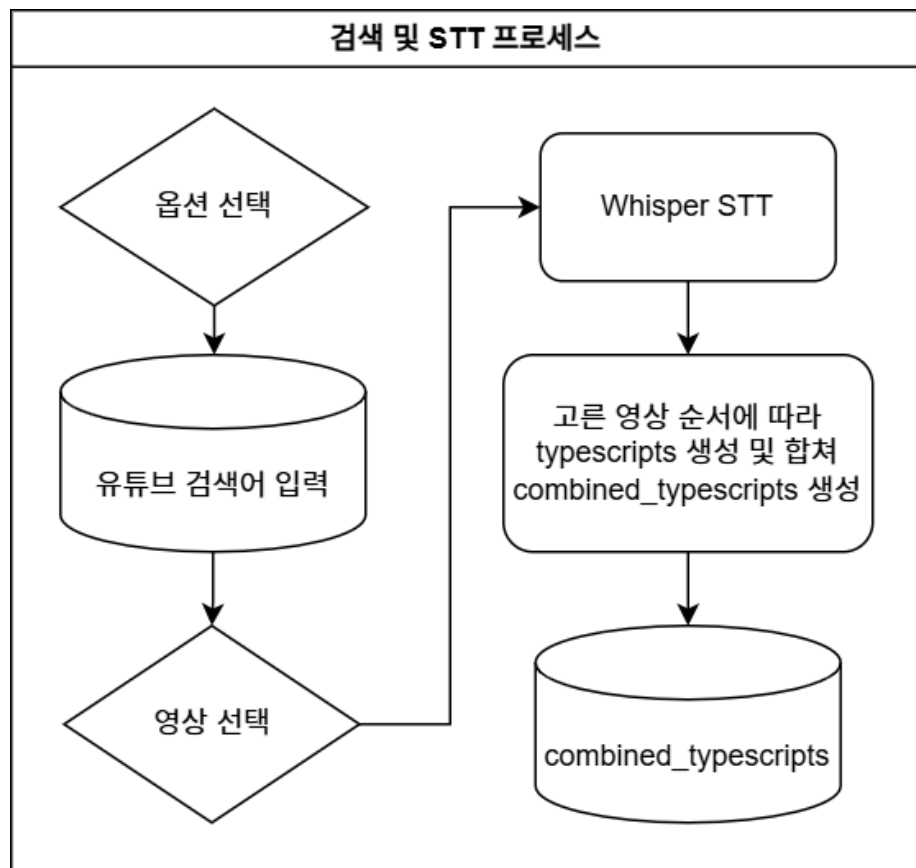 검색 및 STT 프로세스
옵션 선택
유튜브 검색어 입력
영상 선택
Whisper STT
고른 영상 순서에 따라
typescripts 생성 및 합쳐
combined_typescripts 생성
combined_typescripts